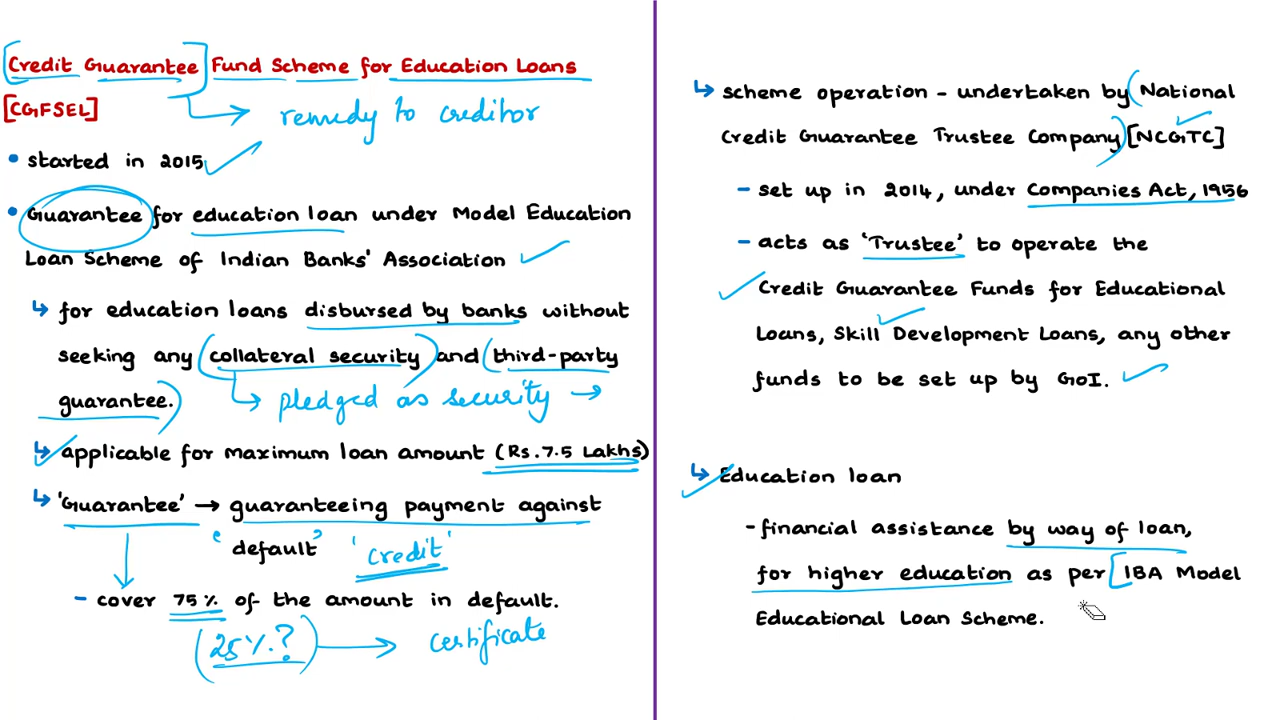 Credit Guarantee Fund Scheme for Education Loans
[CGFSEL]
remedy to creditor
• started in 2015
• Guarantee for education loan under Model Education
Loan Scheme of Indian Banks' Association
↳ for education loans disbursed by banks without
seeking any (collateral security) and (third-party
guarantee.)
pledged as security →
↳ applicable for maximum loan amount (Rs.7.5 Lakhs)
↳ 'Guarantee' → guaranteeing payment against
'default' 'credit'
- cover 75% of the amount in default.
(25%.?) → certificate
↳ scheme operation - undertaken by (National
Credit Guarantee Trustee Company) [NCGTC]
- set up in 2014, under Companies Act, 1956
- acts as 'Trustee' to operate the
Credit Guarantee Funds for Educational
Loans, Skill Development Loans, any other
funds to be set up by GoI.
↳ Education loan
- financial assistance by way of loan,
for higher education as per [IBA Model
Educational Loan Scheme.